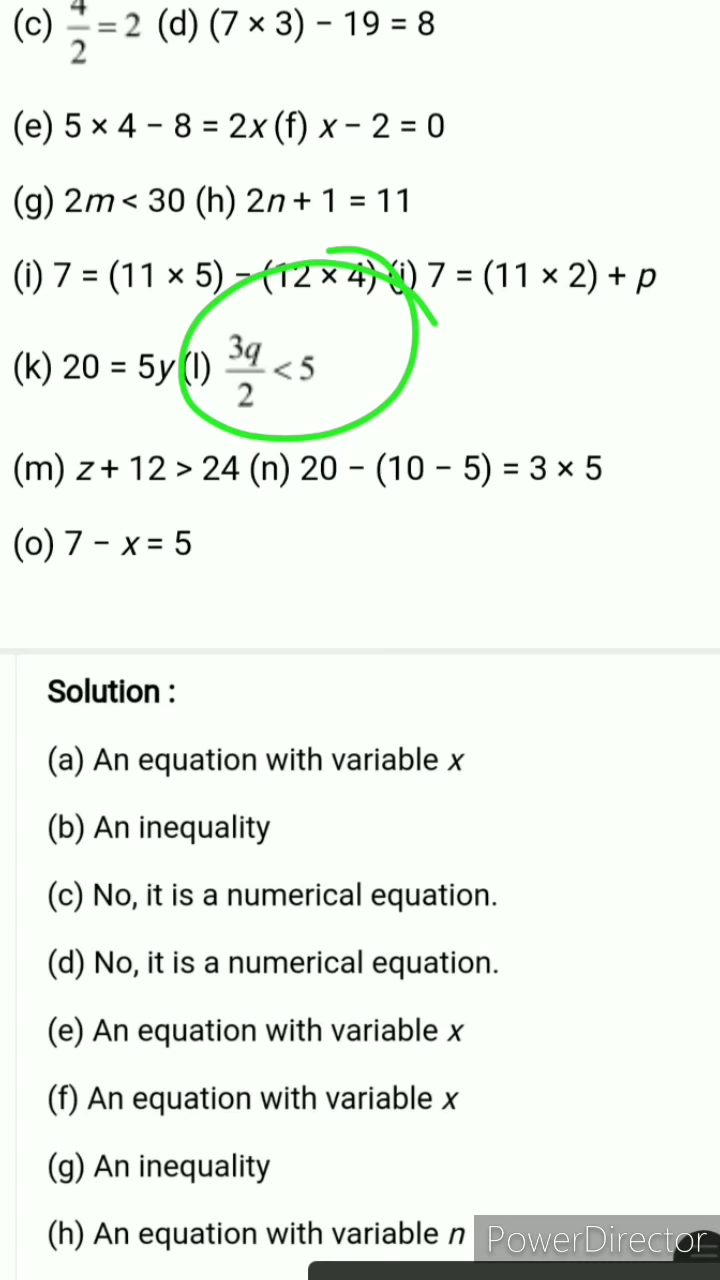 (c) 4/2 = 2 (d) (7 × 3) − 19 = 8
(e) 5 × 4 − 8 = 2x (f) x − 2 = 0
(g) 2m < 30 (h) 2n + 1 = 11
(i) 7 = (11 × 5) − (12 × 4) (j) 7 = (11 × 2) + p
(k) 20 = 5y (l) 3q/2 < 5
(m) z + 12 > 24 (n) 20 − (10 − 5) = 3 × 5
(o) 7 − x = 5
Solution :
(a) An equation with variable x
(b) An inequality
(c) No, it is a numerical equation.
(d) No, it is a numerical equation.
(e) An equation with variable x
(f) An equation with variable x
(g) An inequality
(h) An equation with variable n
PowerDirector